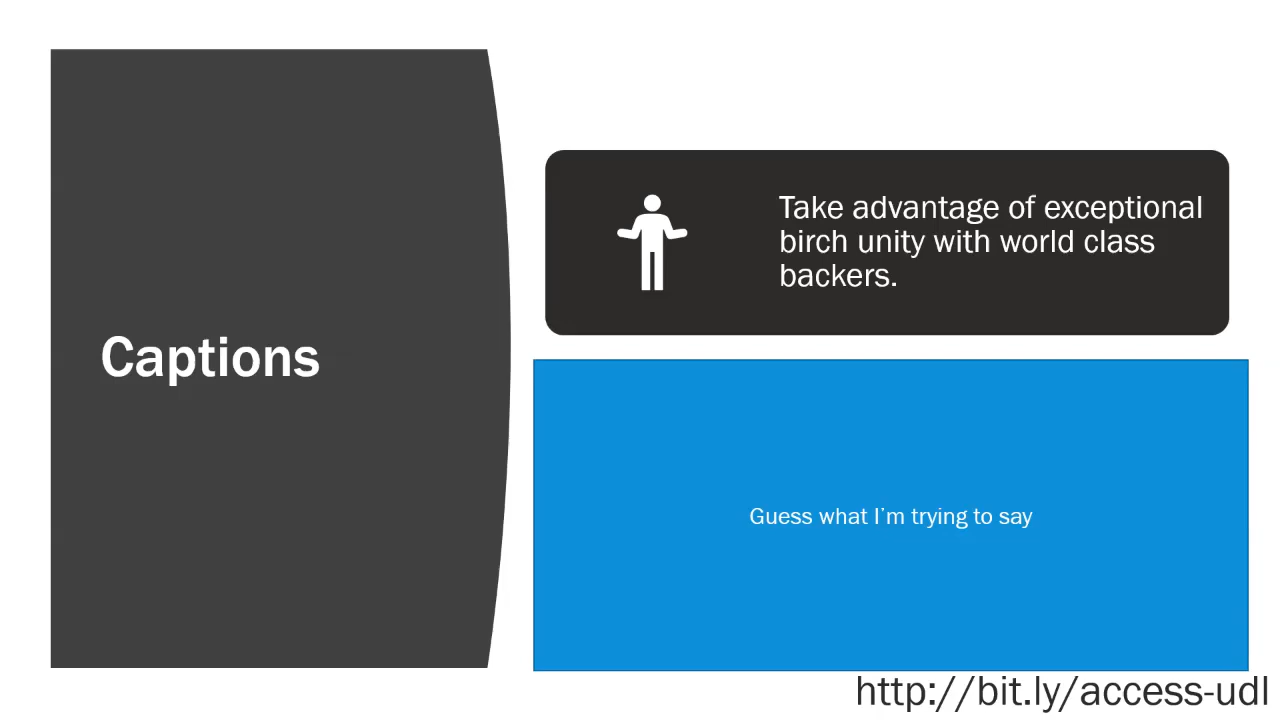 Captions
Take advantage of exceptional
birch unity with world class
backers.
Guess what I'm trying to say
http://bit.ly/access-udl